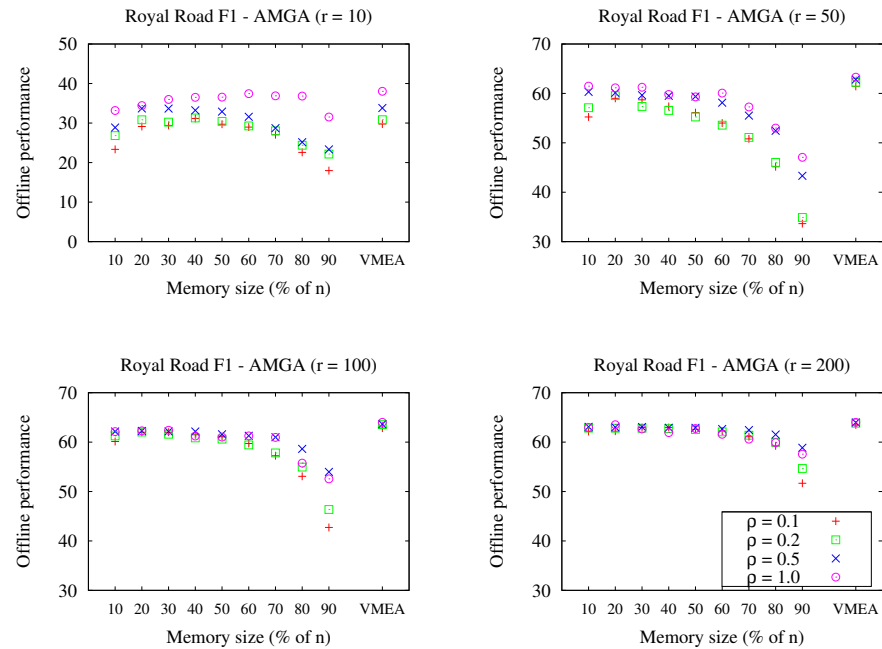 Royal Road F1 - AMGA (r = 10)
50
40
30
20
10
0
Offline performance
10 20 30 40 50 60 70 80 90 VMEA
Memory size (% of n)
Royal Road F1 - AMGA (r = 50)
70
60
50
40
30
Offline performance
10 20 30 40 50 60 70 80 90 VMEA
Memory size (% of n)
Royal Road F1 - AMGA (r = 100)
70
60
50
40
30
Offline performance
10 20 30 40 50 60 70 80 90 VMEA
Memory size (% of n)
Royal Road F1 - AMGA (r = 200)
70
60
50
40
30
Offline performance
ρ = 0.1
ρ = 0.2
ρ = 0.5
ρ = 1.0
10 20 30 40 50 60 70 80 90 VMEA
Memory size (% of n)